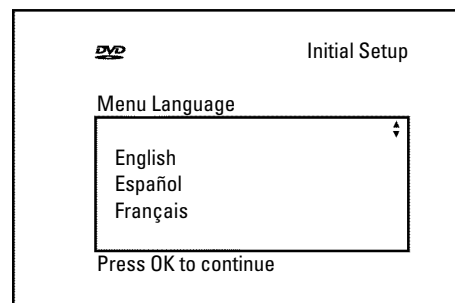 DVD
Initial Setup
Menu Language
English
Español
Français
Press OK to continue